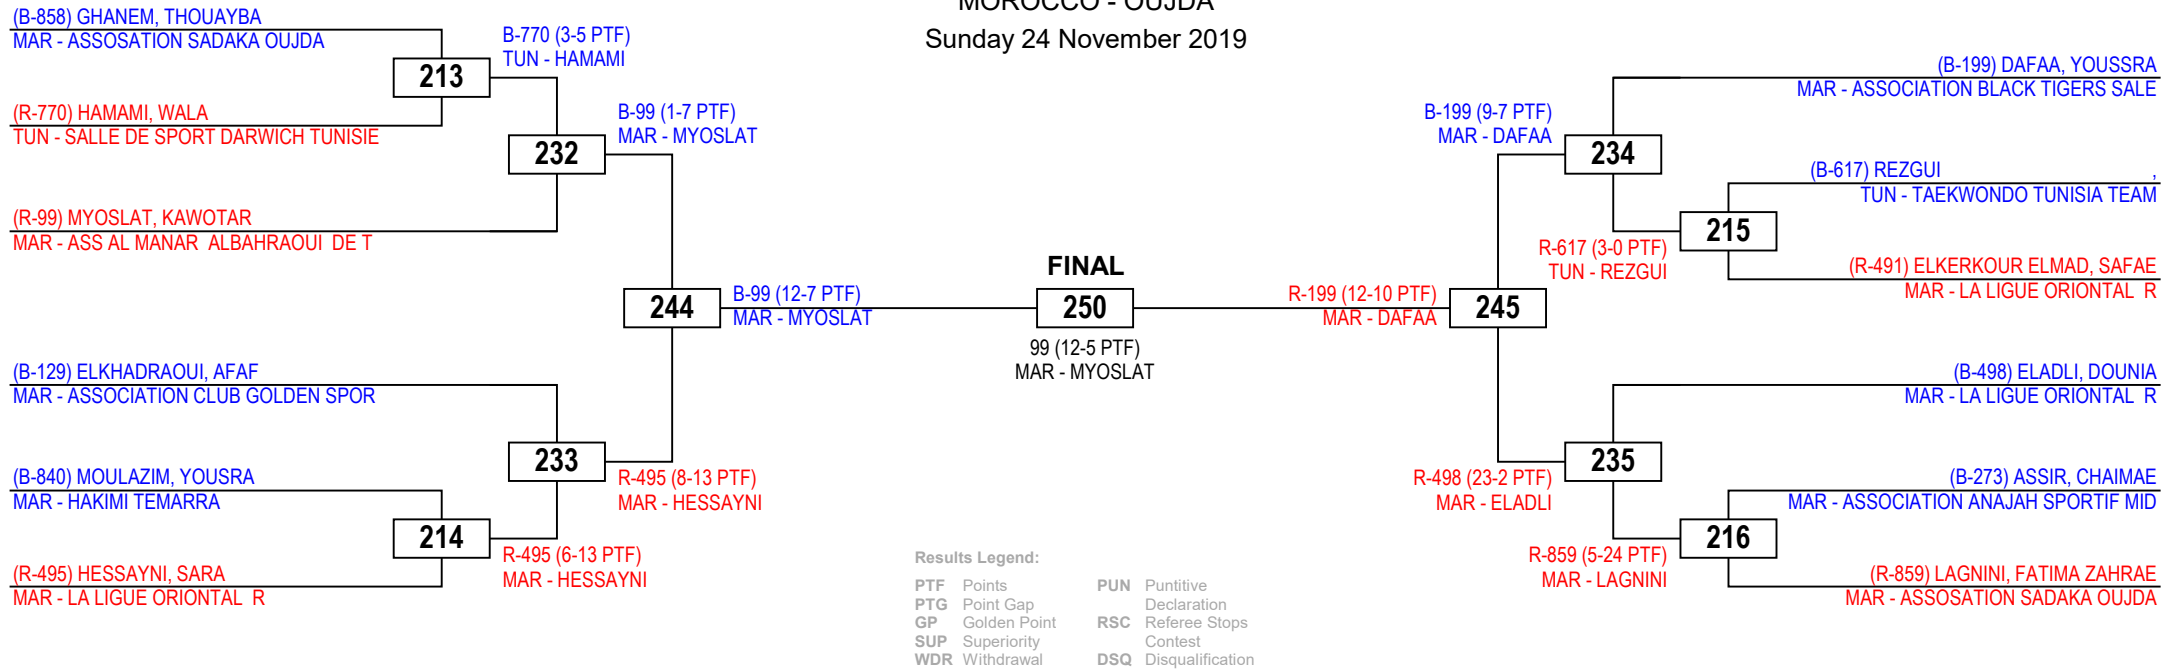 MOROCCO - OUJDA
Sunday 24 November 2019
(B-858) GHANEM, THOUAYBA
MAR - ASSOSATION SADAKA OUJDA
213
(R-770) HAMAMI, WALA
TUN - SALLE DE SPORT DARWICH TUNISIE
B-770 (3-5 PTF)
TUN - HAMAMI
232
(R-99) MYOSLAT, KAWOTAR
MAR - ASS AL MANAR  ALBAHRAOUI  DE T
B-99 (1-7 PTF)
MAR - MYOSLAT
244
(B-129) ELKHADRAOUI, AFAF
MAR - ASSOCIATION CLUB GOLDEN SPOR
233
(B-840) MOULAZIM, YOUSRA
MAR - HAKIMI TEMARRA
214
(R-495) HESSAYNI, SARA
MAR - LA LIGUE ORIONTAL  R
R-495 (6-13 PTF)
MAR - HESSAYNI
R-495 (8-13 PTF)
MAR - HESSAYNI
B-99 (12-7 PTF)
MAR - MYOSLAT
FINAL
250
99 (12-5 PTF)
MAR - MYOSLAT
R-199 (12-10 PTF)
MAR - DAFAA
245
B-199 (9-7 PTF)
MAR - DAFAA
234
(B-199) DAFAA, YOUSSRA
MAR - ASSOCIATION BLACK TIGERS SALE
(B-617) REZGUI ,
TUN - TAEKWONDO TUNISIA TEAM
215
R-617 (3-0 PTF)
TUN - REZGUI
(R-491) ELKERKOUR ELMAD, SAFAE
MAR - LA LIGUE ORIONTAL  R
(B-498) ELADLI, DOUNIA
MAR - LA LIGUE ORIONTAL  R
235
R-498 (23-2 PTF)
MAR - ELADLI
(B-273) ASSIR, CHAIMAE
MAR - ASSOCIATION ANAJAH SPORTIF MID
216
R-859 (5-24 PTF)
MAR - LAGNINI
(R-859) LAGNINI, FATIMA ZAHRAE
MAR - ASSOSATION SADAKA OUJDA
Results Legend:
PTF Points
PTG Point Gap
GP Golden Point
SUP Superiority
WDR Withdrawal
PUN Puntitive
Declaration
RSC Referee Stops
Contest
DSQ Disqualification